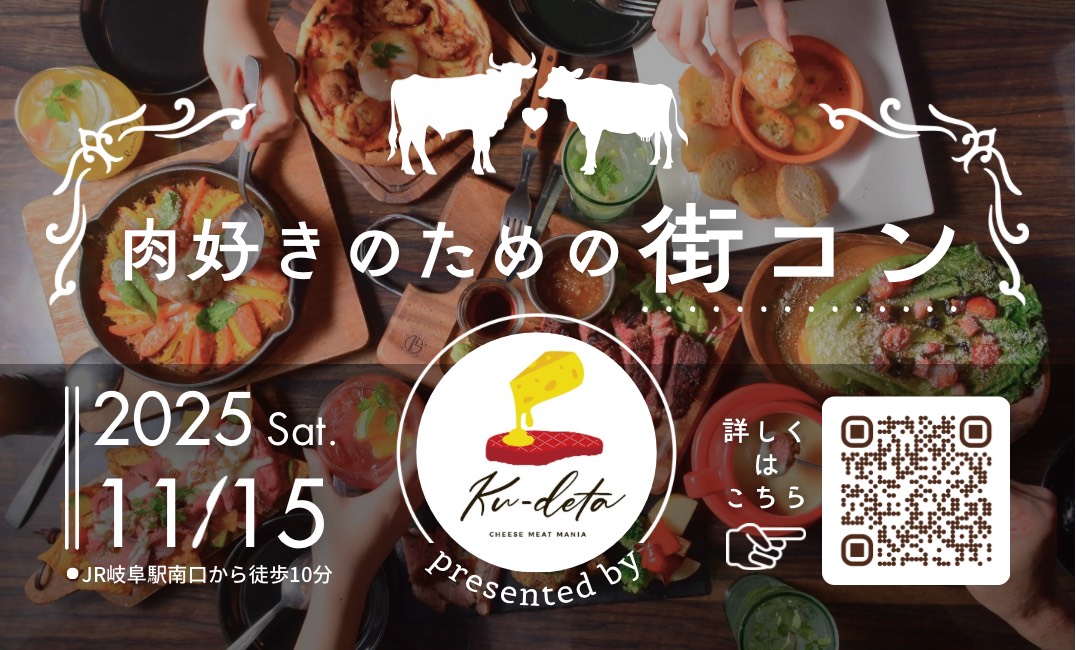 肉好きのための街コン
2025 Sat.
11/15
●JR岐阜駅南口から徒歩10分
Ku-deta
CHEESE MEAT MANIA
presented by
詳しく
は
こちら